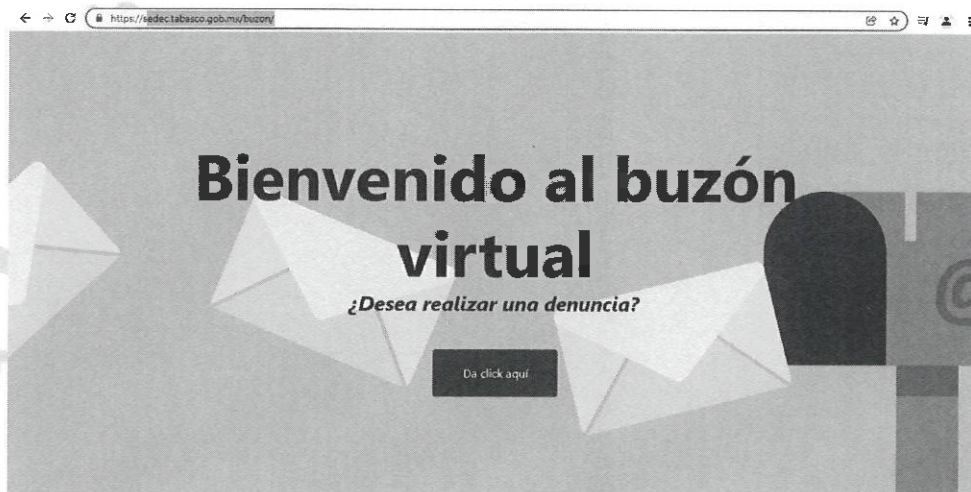 https://sedec.tabasco.gob.mx/buzon/
Bienvenido al buzón
virtual
¿Desea realizar una denuncia?
Da click aquí
@